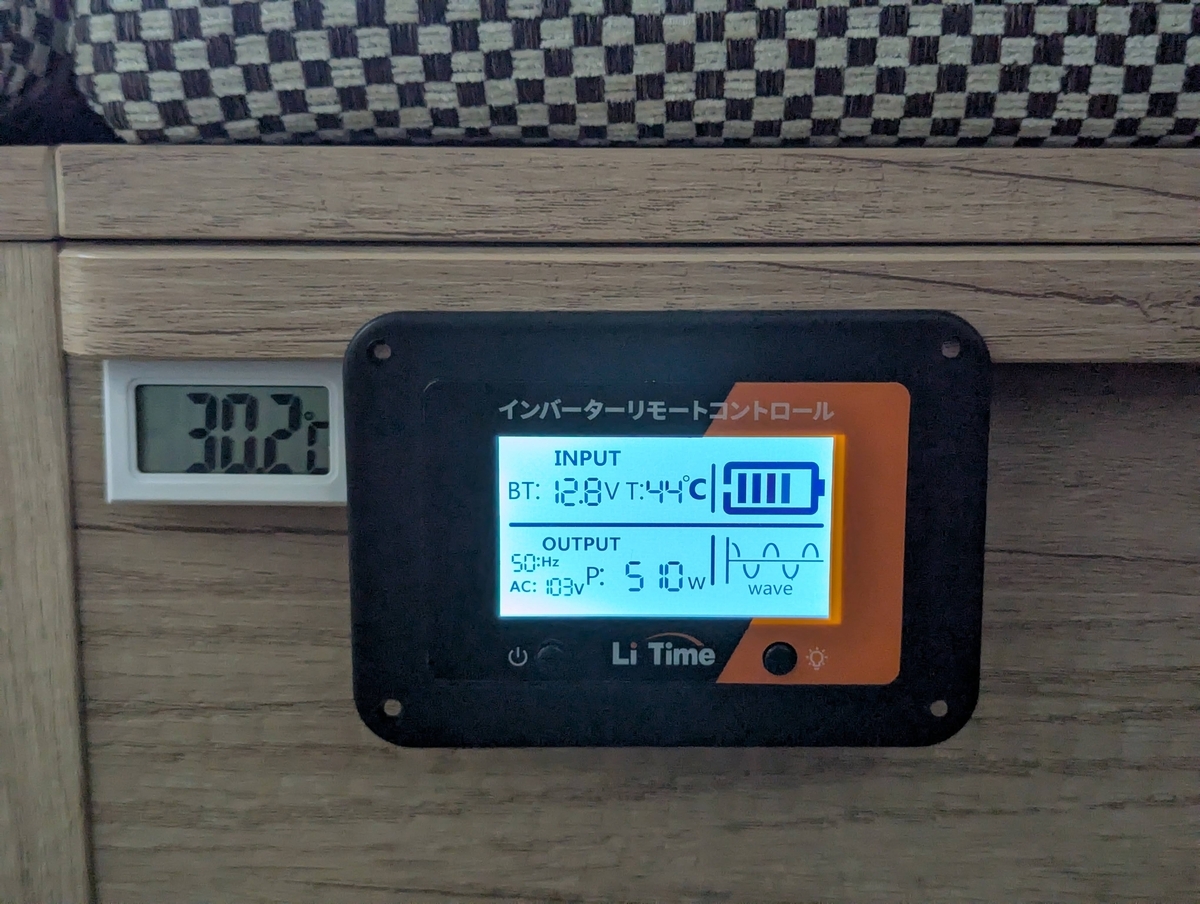 30.2℃
インバーターリモートコントロール
INPUT
BT: 12.8V T:44℃
OUTPUT
50:Hz
AC: 103V P: 510W
wave
Li Time